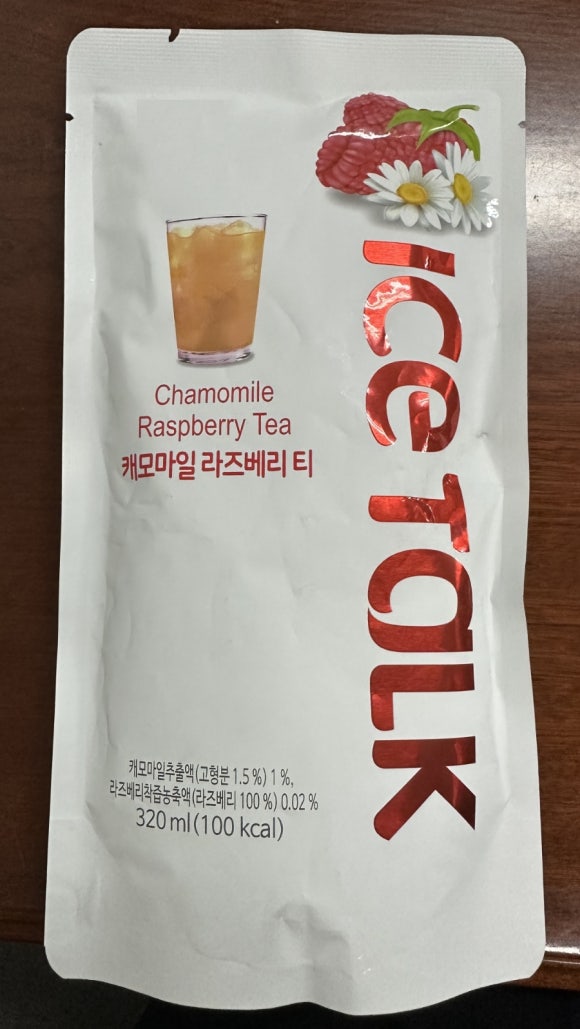 ICE TALK
Chamomile
Raspberry Tea
캐모마일 라즈베리 티
캐모마일추출액(고형분 1.5 %) 1 %,
라즈베리착즙농축액(라즈베리 100 %) 0.02 %
320 ml (100 kcal)